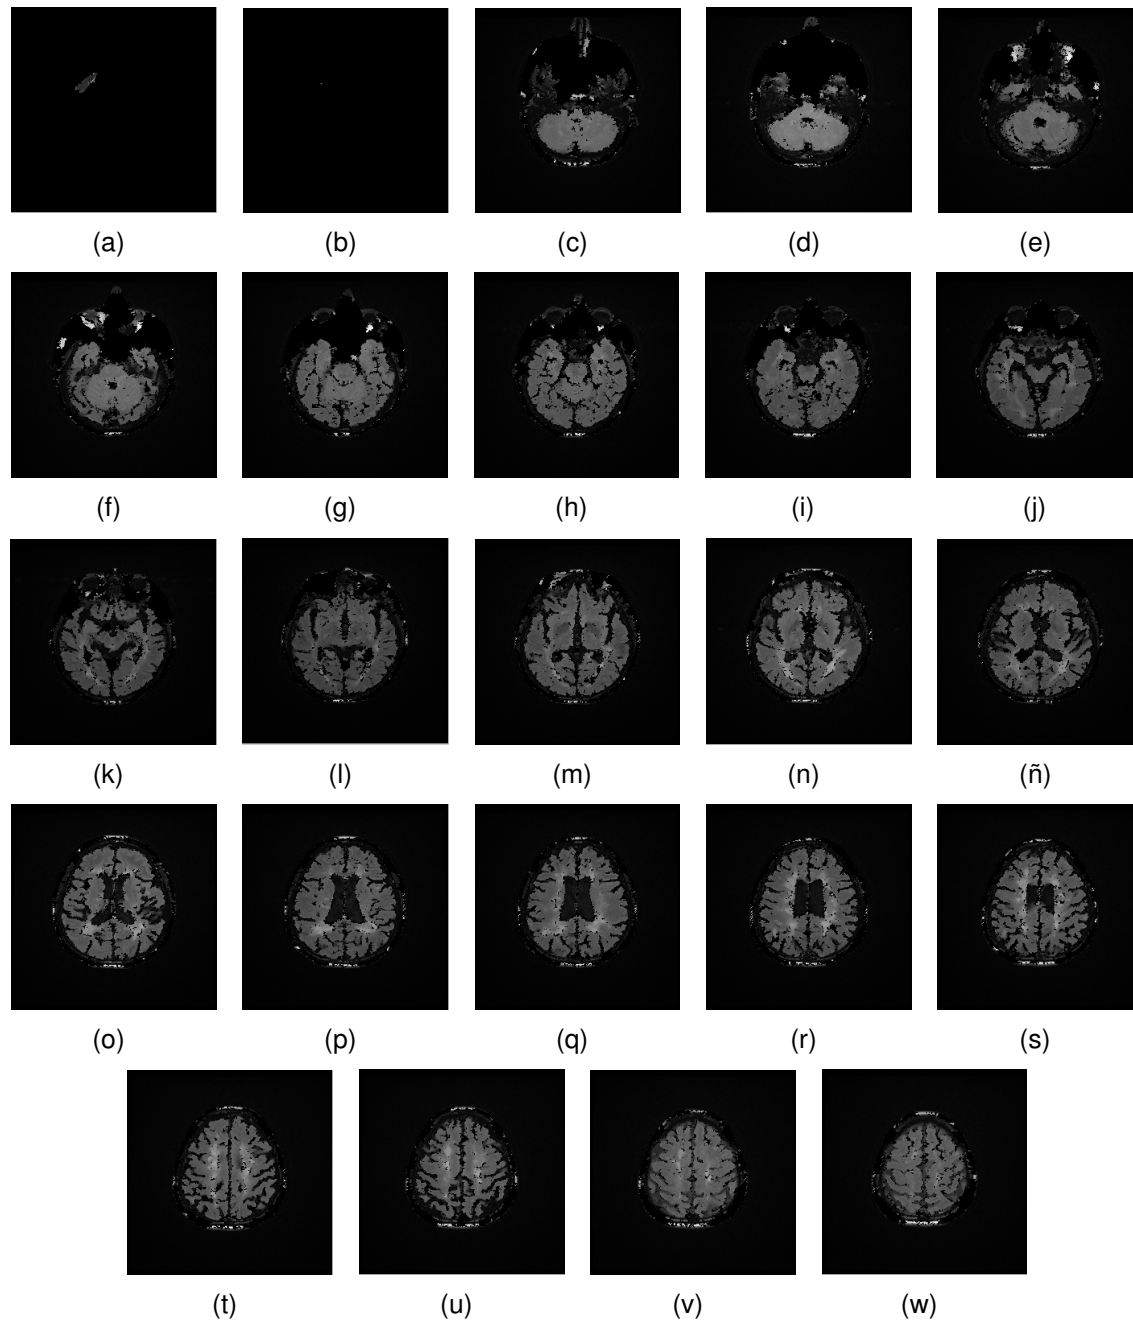 (a) (b) (c) (d) (e)
(f) (g) (h) (i) (j)
(k) (l) (m) (n) (ñ)
(o) (p) (q) (r) (s)
(t) (u) (v) (w)